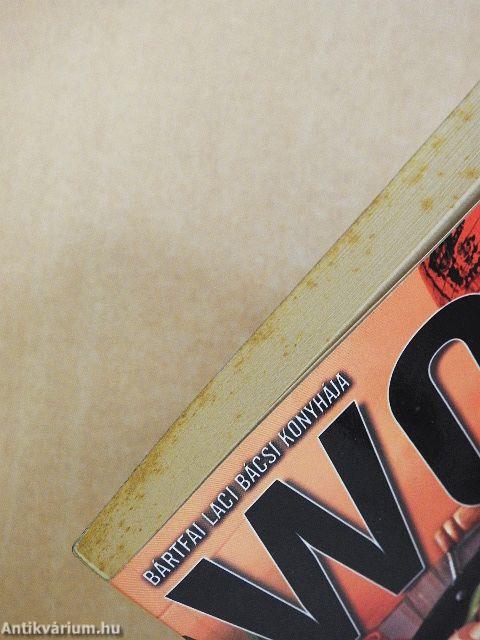 BÁRTFAI LACI BÁCSI KONYHÁJA
WO
Antikvárium.hu